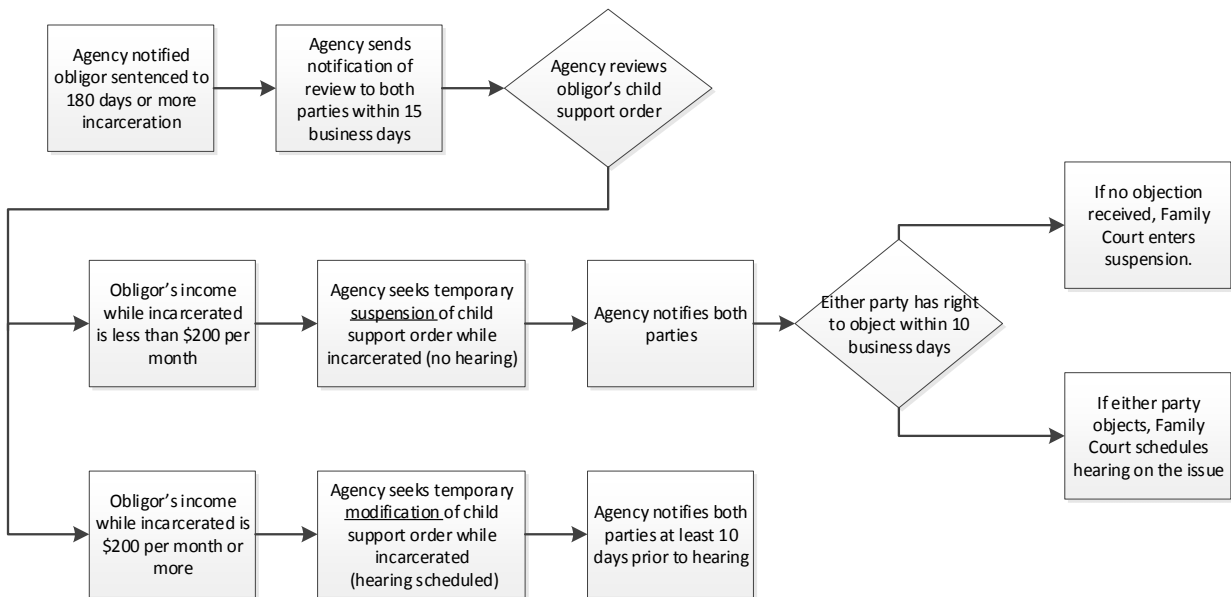 Agency notified
obligor sentenced to
180 days or more
incarceration
Agency sends
notification of
review to both
parties within 15
business days
Agency reviews
obligor's child
support order
Obligor's income
while incarcerated
is less than $200 per
month
Agency seeks temporary
suspension of child
support order while
incarcerated (no hearing)
Agency notifies both
parties
Either party has right
to object within 10
business days
If no objection
received, Family
Court enters
suspension.
If either party
objects, Family
Court schedules
hearing on the issue
Obligor's income
while incarcerated is
$200 per month or
more
Agency seeks temporary
modification of child
support order while
incarcerated
(hearing scheduled)
Agency notifies both
parties at least 10
days prior to hearing